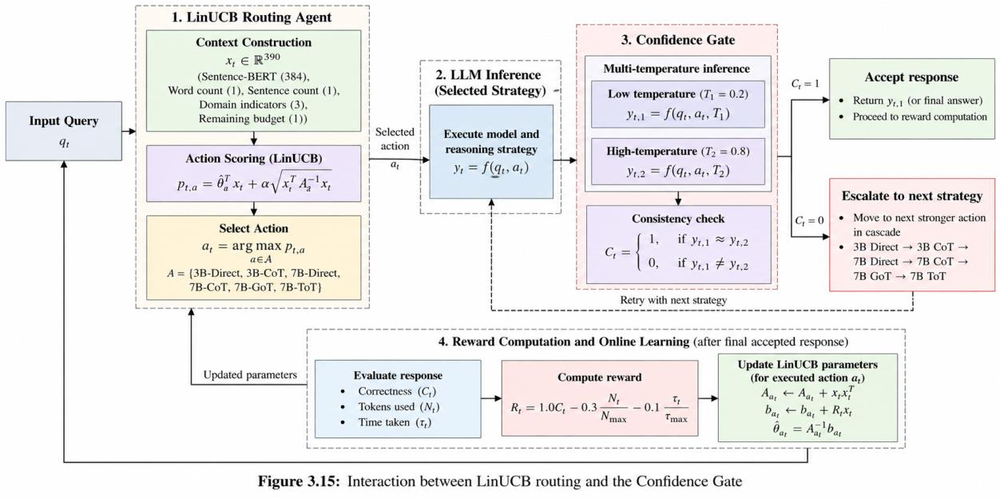 Input Query
q_t
1. LinUCB Routing Agent
Context Construction
x_t ∈ ℝ^390
(Sentence-BERT (384),
Word count (1), Sentence count (1),
Domain indicators (3),
Remaining budget (1))
Action Scoring (LinUCB)
p_{t,a} = θ̂_a^T x_t + α√(x_t^T A_a^{-1} x_t)
Select Action
a_t = arg max p_{t,a}
a∈A
A = {3B-Direct, 3B-CoT, 7B-Direct,
7B-CoT, 7B-GoT, 7B-ToT}
Selected
action
a_t
2. LLM Inference
(Selected Strategy)
Execute model and
reasoning strategy
y_t = f(q_t, a_t)
3. Confidence Gate
Multi-temperature inference
Low temperature (T_1 = 0.2)
y_{t,1} = f(q_t, a_t, T_1)
High-temperature (T_2 = 0.8)
y_{t,2} = f(q_t, a_t, T_2)
Consistency check
C_t = { 1, if y_{t,1} ≈ y_{t,2}
0, if y_{t,1} ≠ y_{t,2}
C_t = 1
Accept response
• Return y_{t,1} (or final answer)
• Proceed to reward computation
C_t = 0
Escalate to next strategy
• Move to next stronger action
in cascade
• 3B Direct → 3B CoT →
7B Direct → 7B CoT →
7B GoT → 7B ToT
Retry with next strategy
4. Reward Computation and Online Learning (after final accepted response)
Updated parameters
Evaluate response
• Correctness (C_t)
• Tokens used (N_t)
• Time taken (τ_t)
Compute reward
R_t = 1.0C_t − 0.3 N_t/N_max − 0.1 τ_t/τ_max
Update LinUCB parameters
(for executed action a_t)
A_{a_t} ← A_{a_t} + x_t x_t^T
b_{a_t} ← b_{a_t} + R_t x_t
θ̂_{a_t} = A_{a_t}^{-1} b_{a_t}
Figure 3.15: Interaction between LinUCB routing and the Confidence Gate